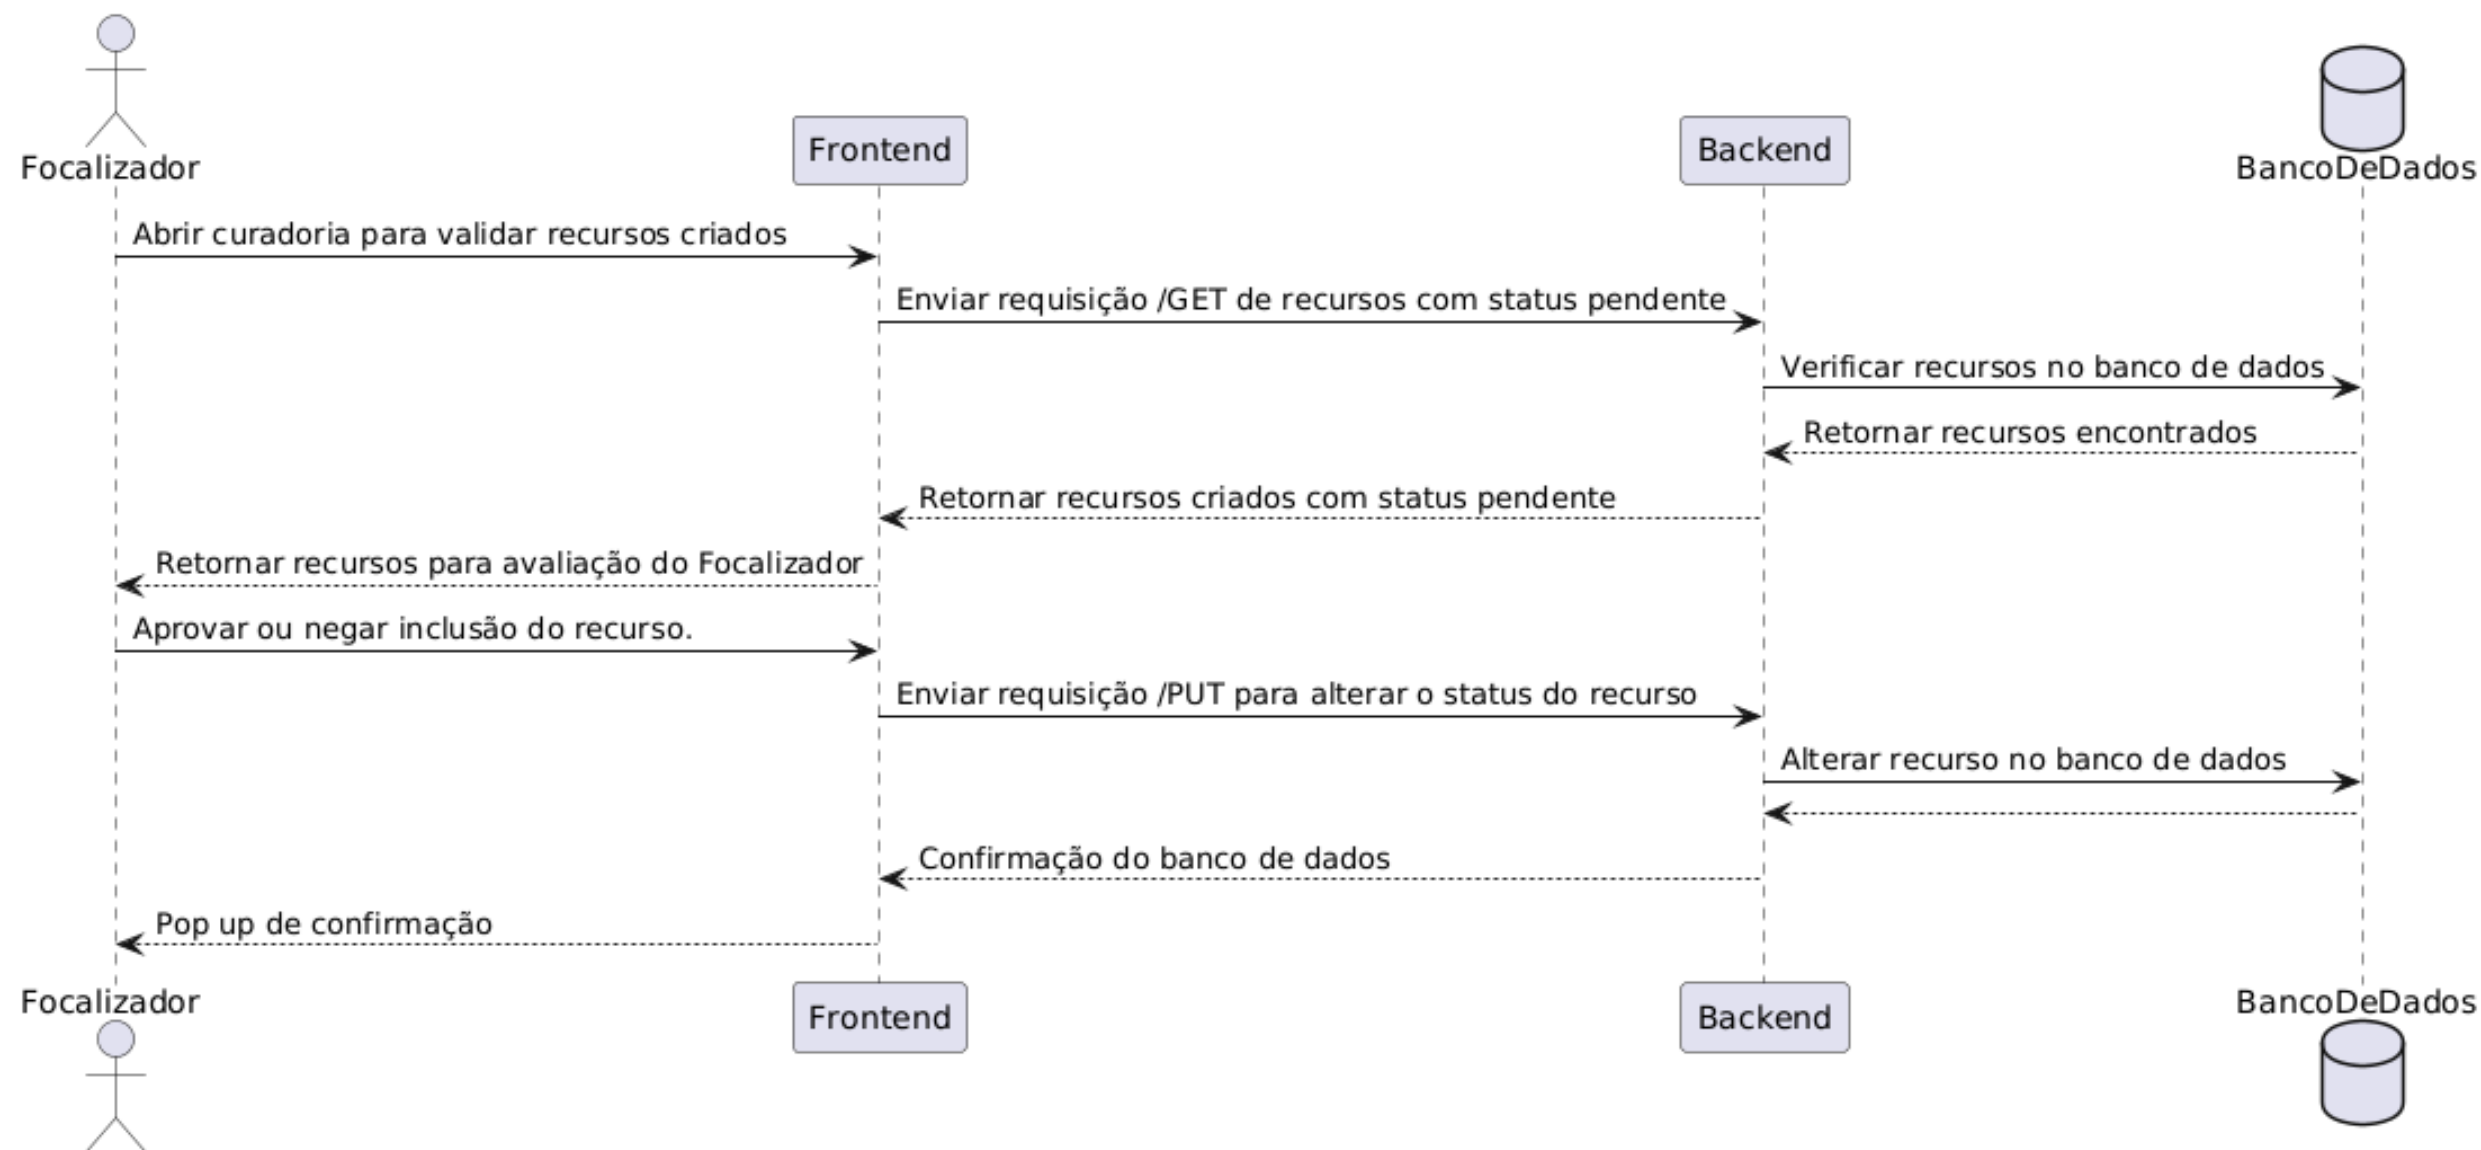 Focalizador
Frontend
Backend
BancoDeDados
Abrir curadoria para validar recursos criados
Enviar requisição /GET de recursos com status pendente
Verificar recursos no banco de dados
Retornar recursos encontrados
Retornar recursos criados com status pendente
Retornar recursos para avaliação do Focalizador
Aprovar ou negar inclusão do recurso.
Enviar requisição /PUT para alterar o status do recurso
Alterar recurso no banco de dados
Confirmação do banco de dados
Pop up de confirmação
Focalizador
Frontend
Backend
BancoDeDados